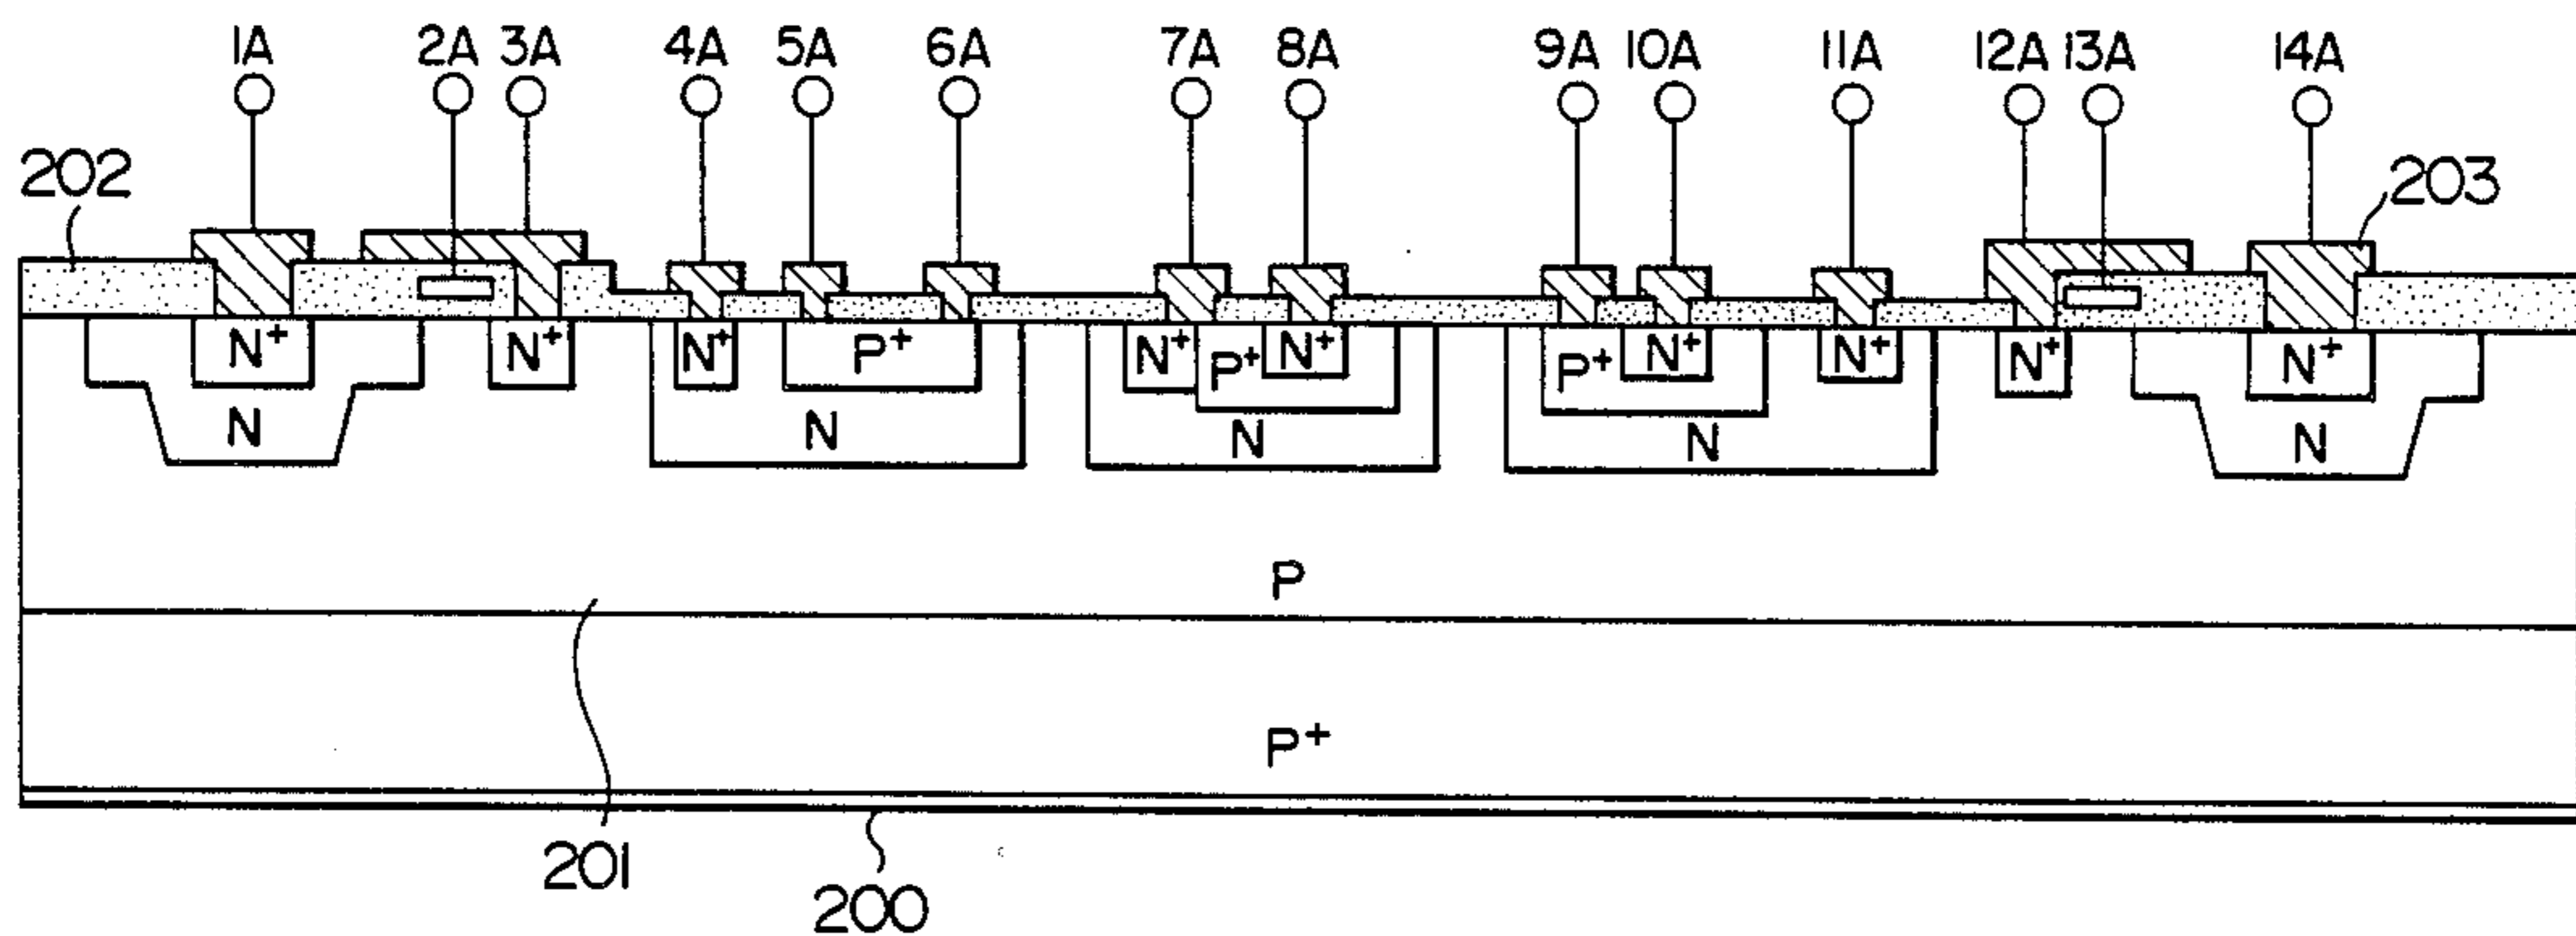 1A 2A 3A 4A 5A 6A 7A 8A 9A 10A 11A 12A 13A 14A
202 203
N+ N+ N+ P+ N+ P+ N+ P+ N+ N+ N+ N+
N N N N N
P
P+
201
200